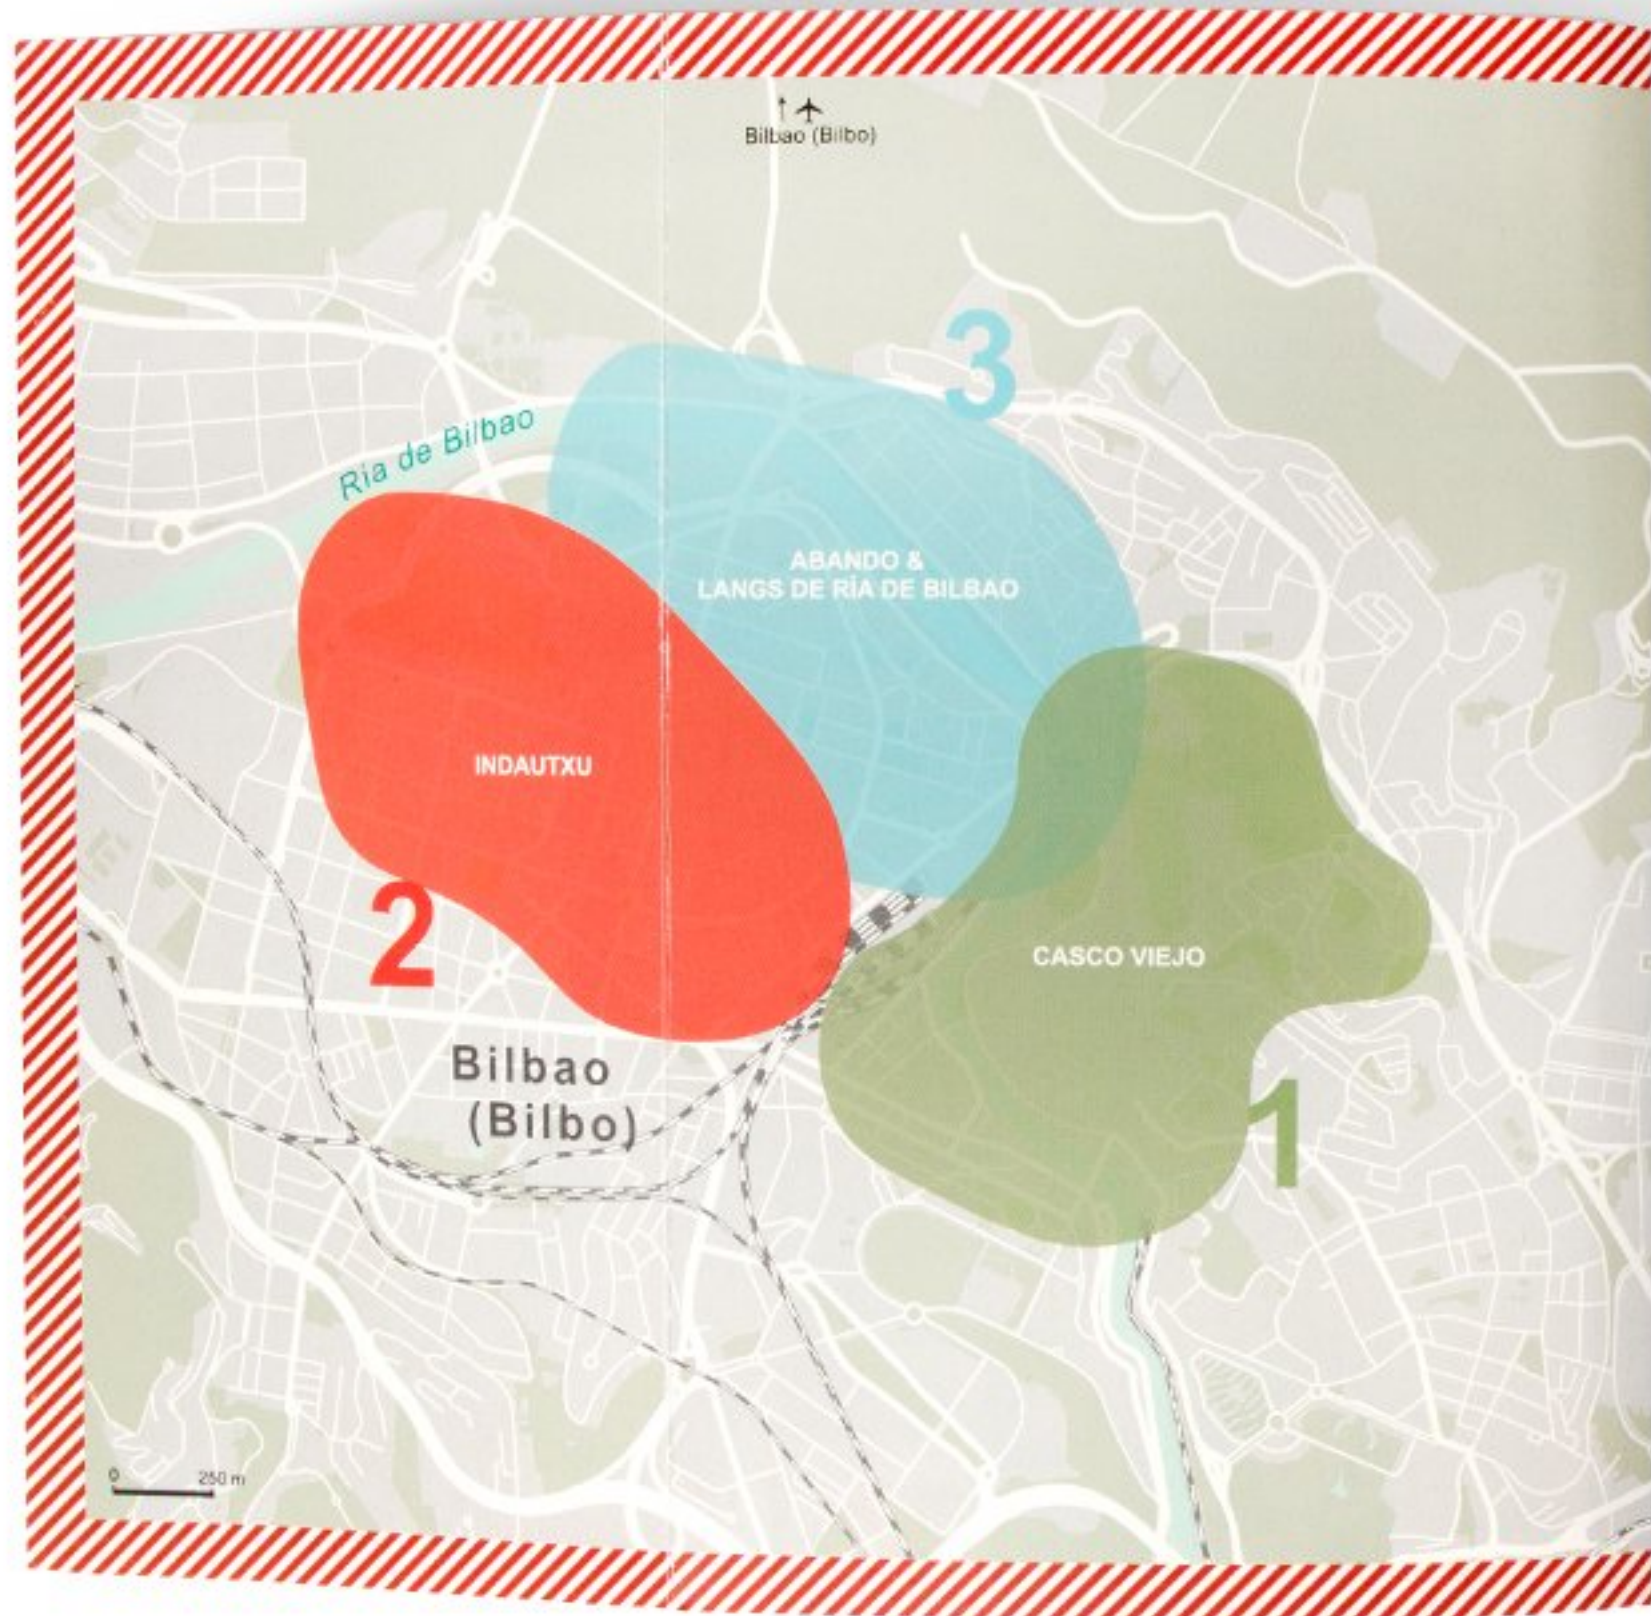 Bilbao (Bilbo)
3
Ria de Bilbao
ABANDO &
LANGS DE RÍA DE BILBAO
INDAUTXU
2
CASCO VIEJO
Bilbao
(Bilbo)
1
0 250 m